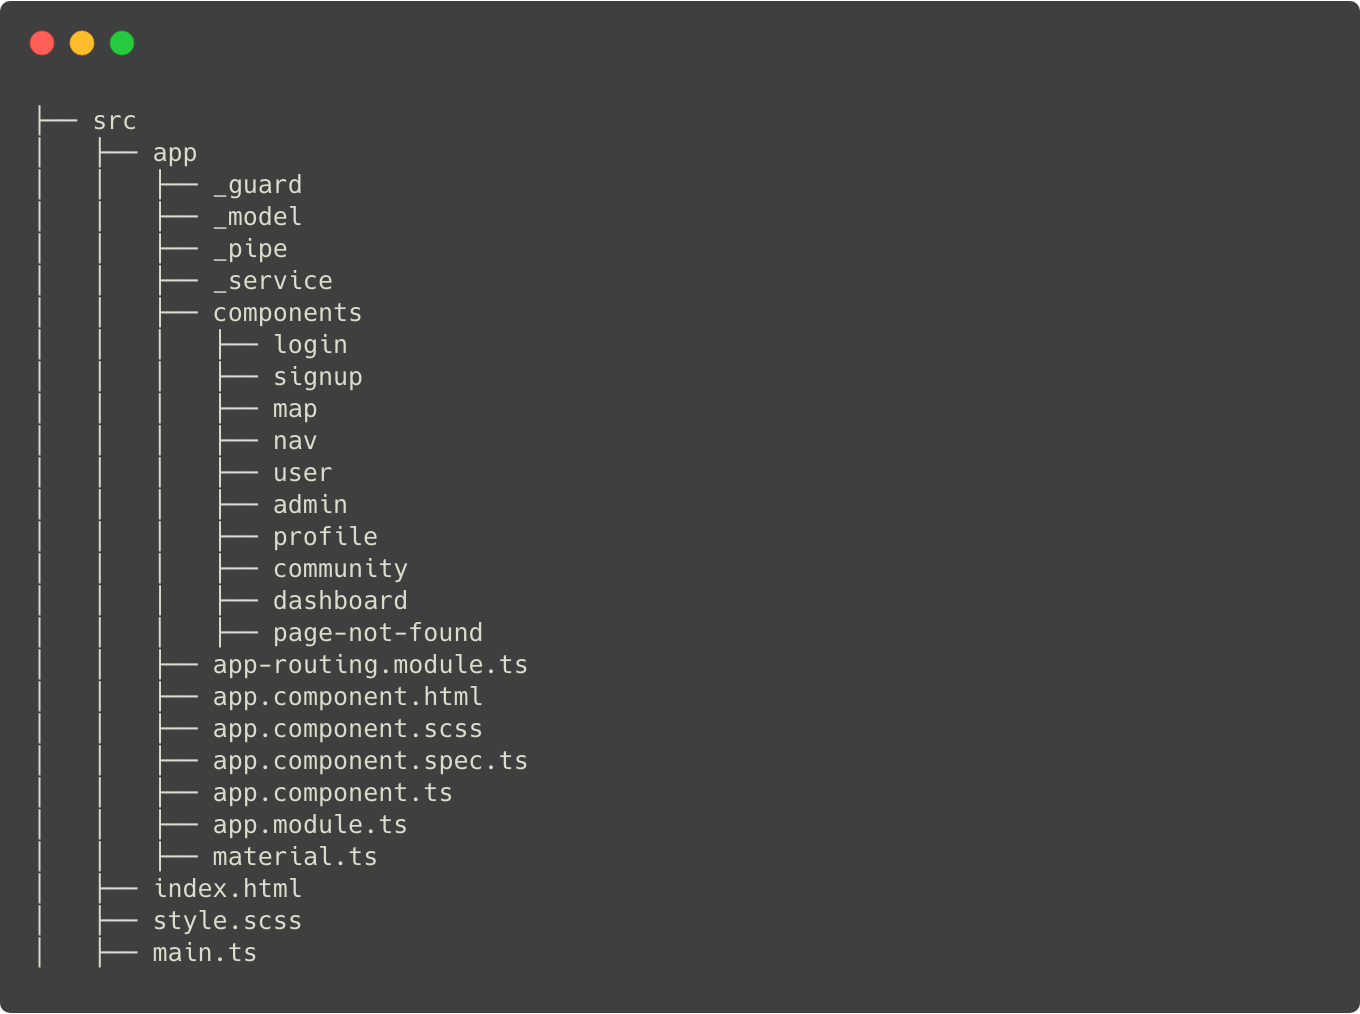 ├── src
│   ├── app
│   │   ├── _guard
│   │   ├── _model
│   │   ├── _pipe
│   │   ├── _service
│   │   ├── components
│   │   │   ├── login
│   │   │   ├── signup
│   │   │   ├── map
│   │   │   ├── nav
│   │   │   ├── user
│   │   │   ├── admin
│   │   │   ├── profile
│   │   │   ├── community
│   │   │   ├── dashboard
│   │   │   ├── page-not-found
│   │   ├── app-routing.module.ts
│   │   ├── app.component.html
│   │   ├── app.component.scss
│   │   ├── app.component.spec.ts
│   │   ├── app.component.ts
│   │   ├── app.module.ts
│   │   ├── material.ts
│   ├── index.html
│   ├── style.scss
│   ├── main.ts